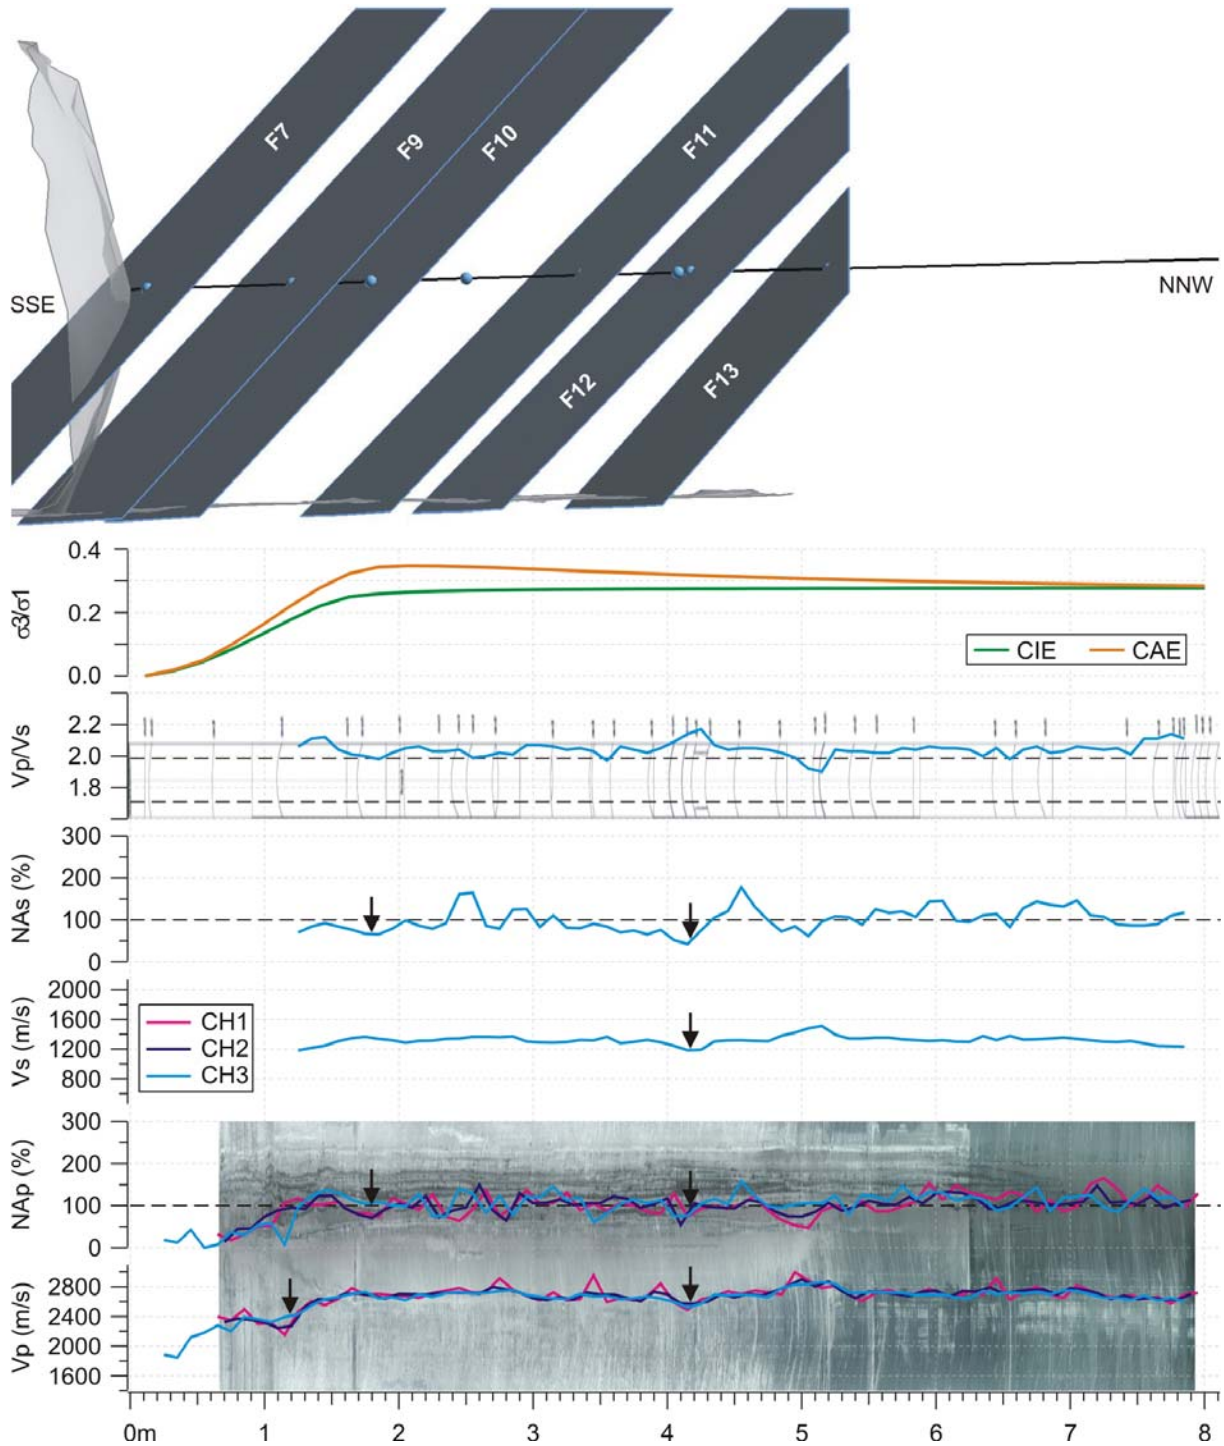 F7
F9
F10
F11
SSE
NNW
F12
F13
σ3/σ1
0.4
0.2
0.0
CIE
CAE
Vp/Vs
2.2
2.0
1.8
NAs (%)
300
200
100
0
Vs (m/s)
2000
1600
1200
800
CH1
CH2
CH3
NAp (%)
300
200
100
0
Vp (m/s)
2800
2400
2000
1600
0m 1 2 3 4 5 6 7 8